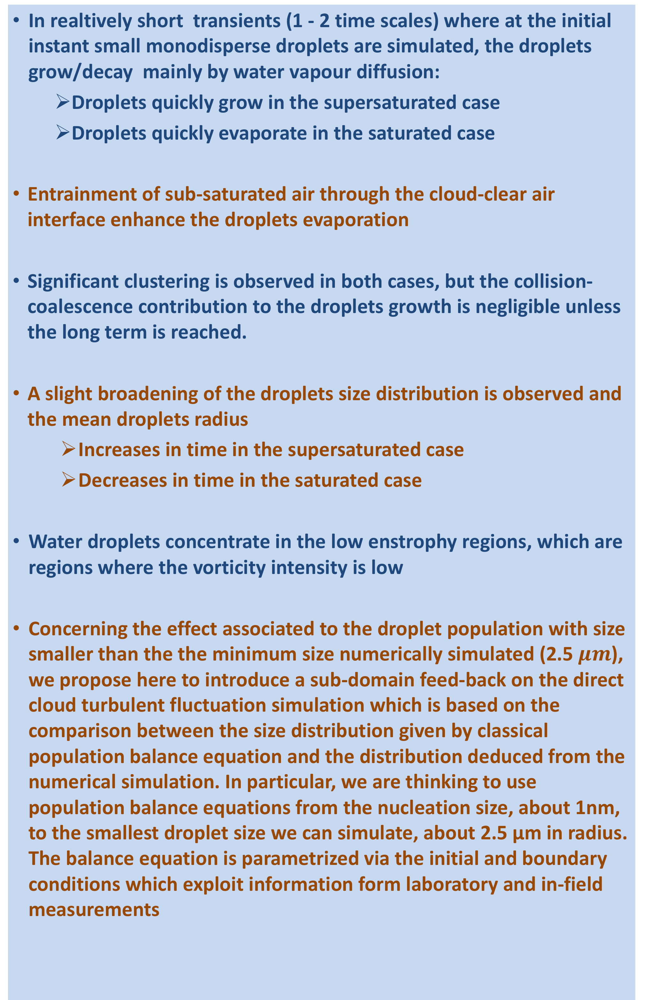 • In realtively short  transients (1 - 2 time scales) where at the initial
instant small monodisperse droplets are simulated, the droplets
grow/decay  mainly by water vapour diffusion:
➢Droplets quickly grow in the supersaturated case
➢Droplets quickly evaporate in the saturated case
• Entrainment of sub-saturated air through the cloud-clear air
interface enhance the droplets evaporation
• Significant clustering is observed in both cases, but the collision-
coalescence contribution to the droplets growth is negligible unless
the long term is reached.
• A slight broadening of the droplets size distribution is observed and
the mean droplets radius
➢Increases in time in the supersaturated case
➢Decreases in time in the saturated case
• Water droplets concentrate in the low enstrophy regions, which are
regions where the vorticity intensity is low
• Concerning the effect associated to the droplet population with size
smaller than the the minimum size numerically simulated (2.5 μm),
we propose here to introduce a sub-domain feed-back on the direct
cloud turbulent fluctuation simulation which is based on the
comparison between the size distribution given by classical
population balance equation and the distribution deduced from the
numerical simulation. In particular, we are thinking to use
population balance equations from the nucleation size, about 1nm,
to the smallest droplet size we can simulate, about 2.5 μm in radius.
The balance equation is parametrized via the initial and boundary
conditions which exploit information form laboratory and in-field
measurements